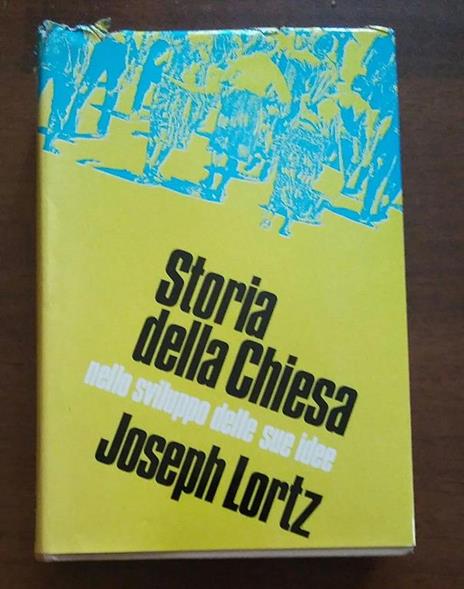 Storia
della Chiesa
nello sviluppo delle sue idee
Joseph Lortz